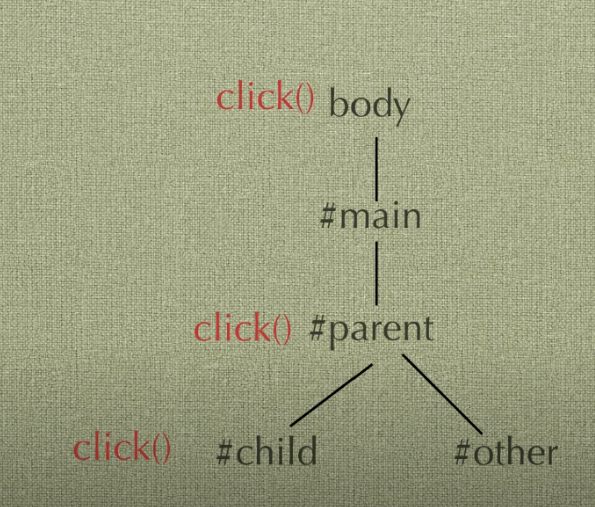 click() body
#main
click() #parent
click() #child #other